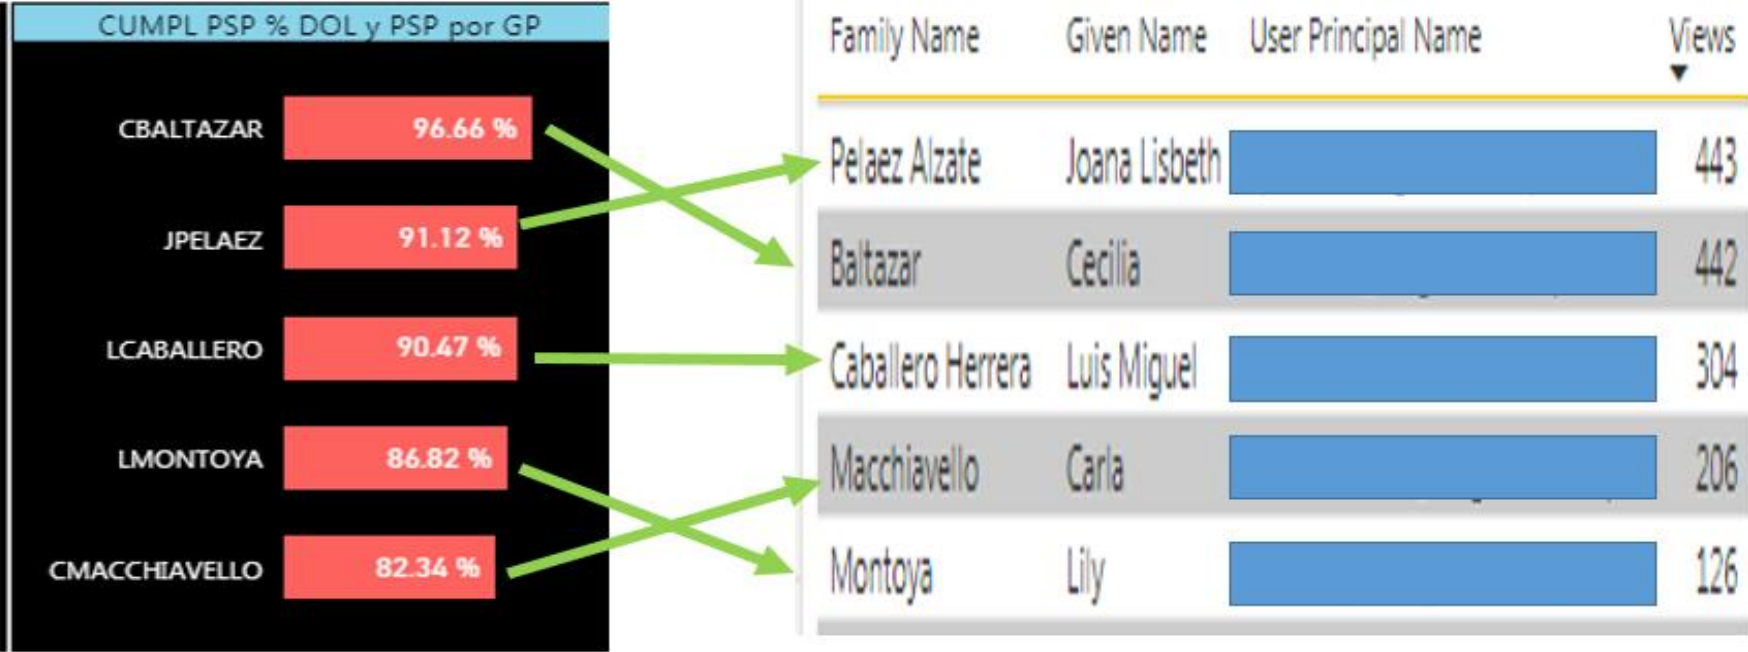 CUMPL PSP % DOL y PSP por GP
CBALTAZAR 96.66 %
JPELAEZ 91.12 %
LCABALLERO 90.47 %
LMONTOYA 86.82 %
CMACCHIAVELLO 82.34 %
Family Name Given Name User Principal Name Views
Pelaez Alzate Joana Lisbeth 443
Baltazar Cecilia 442
Caballero Herrera Luis Miguel 304
Macchiavello Carla 206
Montoya Lily 126